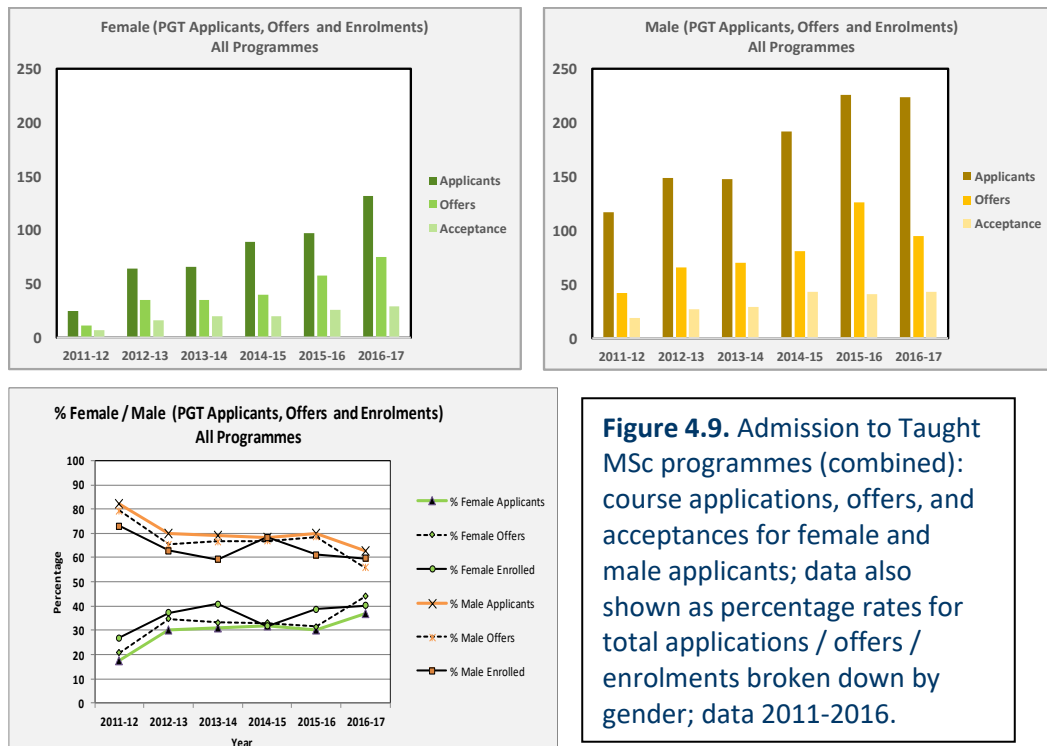 Female (PGT Applicants, Offers and Enrolments)
All Programmes
250
200
150
100
50
0
2011-12 2012-13 2013-14 2014-15 2015-16 2016-17
Applicants
Offers
Acceptance
Male (PGT Applicants, Offers and Enrolments)
All Programmes
250
200
150
100
50
0
2011-12 2012-13 2013-14 2014-15 2015-16 2016-17
Applicants
Offers
Acceptance
% Female / Male (PGT Applicants, Offers and Enrolments)
All Programmes
Percentage
100
90
80
70
60
50
40
30
20
10
0
2011-12 2012-13 2013-14 2014-15 2015-16 2016-17
Year
% Female Applicants
% Female Offers
% Female Enrolled
% Male Applicants
% Male Offers
% Male Enrolled
Figure 4.9. Admission to Taught
MSc programmes (combined):
course applications, offers, and
acceptances for female and
male applicants; data also
shown as percentage rates for
total applications / offers /
enrolments broken down by
gender; data 2011-2016.